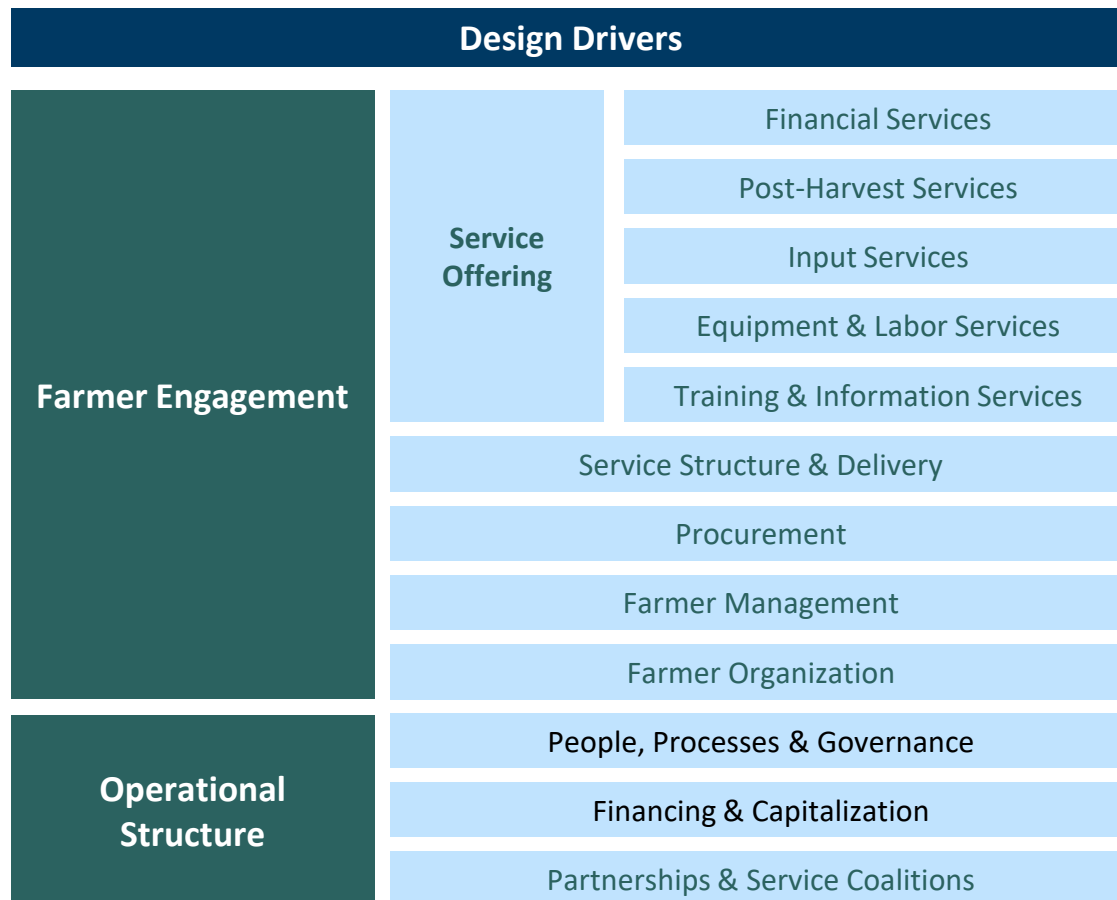 Design Drivers
Farmer Engagement
Service
Offering
Financial Services
Post-Harvest Services
Input Services
Equipment & Labor Services
Training & Information Services
Service Structure & Delivery
Procurement
Farmer Management
Farmer Organization
Operational
Structure
People, Processes & Governance
Financing & Capitalization
Partnerships & Service Coalitions